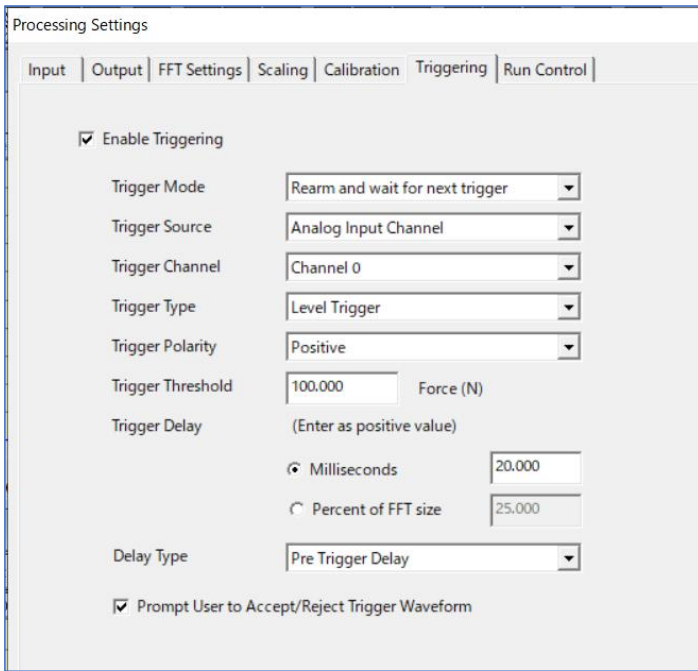 Processing Settings
Input Output FFT Settings Scaling Calibration Triggering Run Control
Enable Triggering
Trigger Mode Rearm and wait for next trigger
Trigger Source Analog Input Channel
Trigger Channel Channel 0
Trigger Type Level Trigger
Trigger Polarity Positive
Trigger Threshold 100.000 Force (N)
Trigger Delay (Enter as positive value)
Milliseconds 20.000
Percent of FFT size 25.000
Delay Type Pre Trigger Delay
Prompt User to Accept/Reject Trigger Waveform